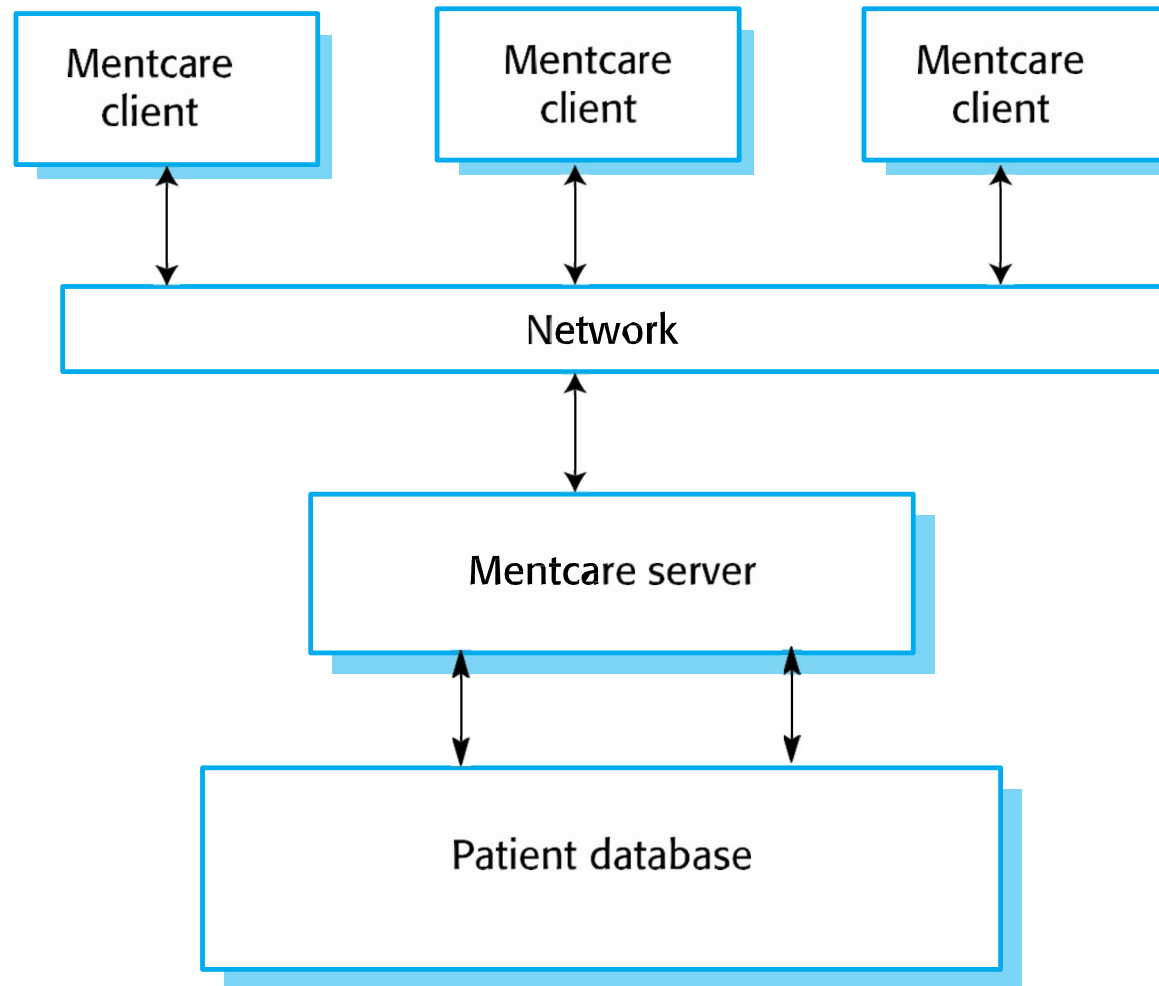 Mentcare
client
Mentcare
client
Mentcare
client
Network
Mentcare server
Patient database